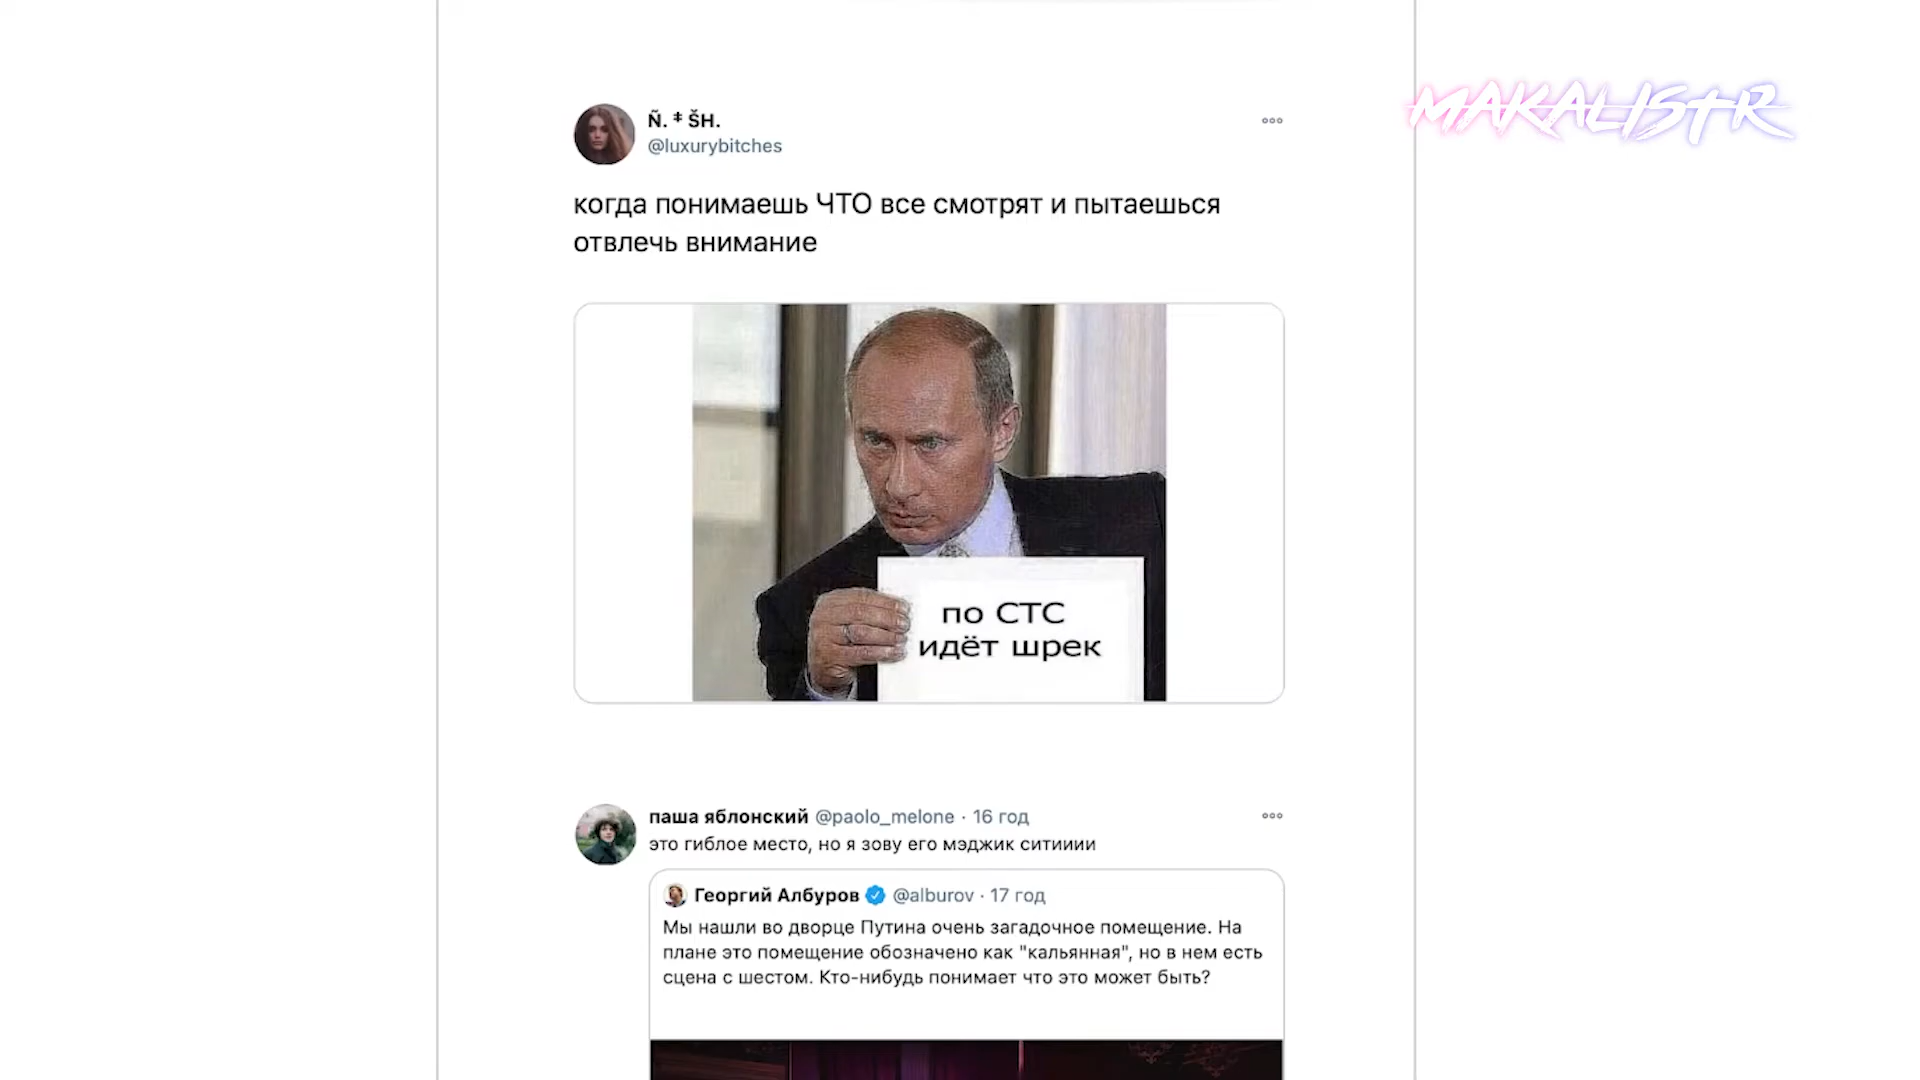 MAKALISTR
Ñ. * ŠH.
@luxurybitches
когда понимаешь ЧТО все смотрят и пытаешься
отвлечь внимание
по СТС
идёт шрек
паша яблонский @paolo_melone · 16 год
это гиблое место, но я зову его мэджик ситииии
Георгий Албуров @alburov · 17 год
Мы нашли во дворце Путина очень загадочное помещение. На
плане это помещение обозначено как "кальянная", но в нем есть
сцена с шестом. Кто-нибудь понимает что это может быть?